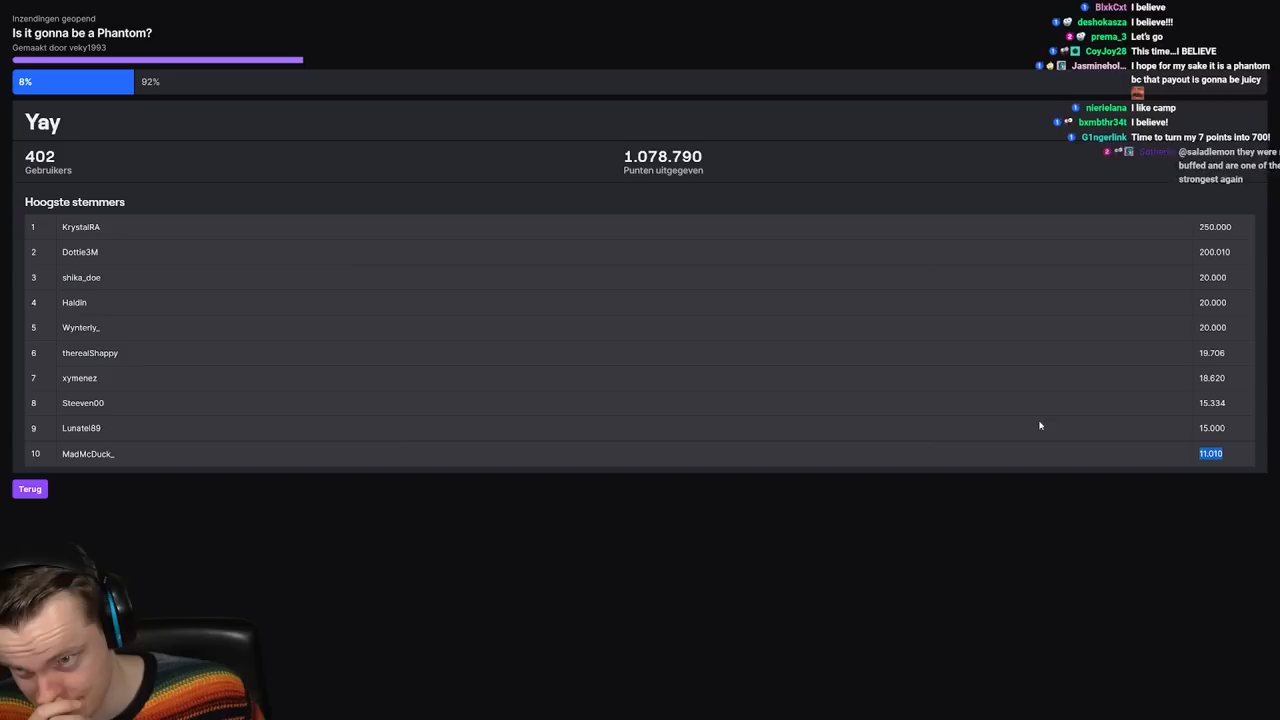 Inzendingen geopend
Is it gonna be a Phantom?
Gemaakt door veky1993
8%
92%
Yay
402
Gebruikers
1.078.790
Punten uitgegeven
Hoogste stemmers
1 KrystalRA 250.000
2 Dottie3M 200.010
3 shika_doe 20.000
4 Haldin 20.000
5 Wynterly_ 20.000
6 therealShappy 19.706
7 xymenez 18.620
8 Steeven00 15.334
9 Lunatel89 15.000
10 MadMcDuck_ 11.010
Terug
BlxkCxt I believe
deshokasza I believe!!!
prema_3 Let's go
CoyJoy28 This time...I BELIEVE
Jasminehol... I hope for my sake it is a phantom
bc that payout is gonna be juicy
nierielana I like camp
bxmbthr34t I believe!
G1ngerlink Time to turn my 7 points into 700!
@saladlemon they were
buffed and are one of the
strongest again